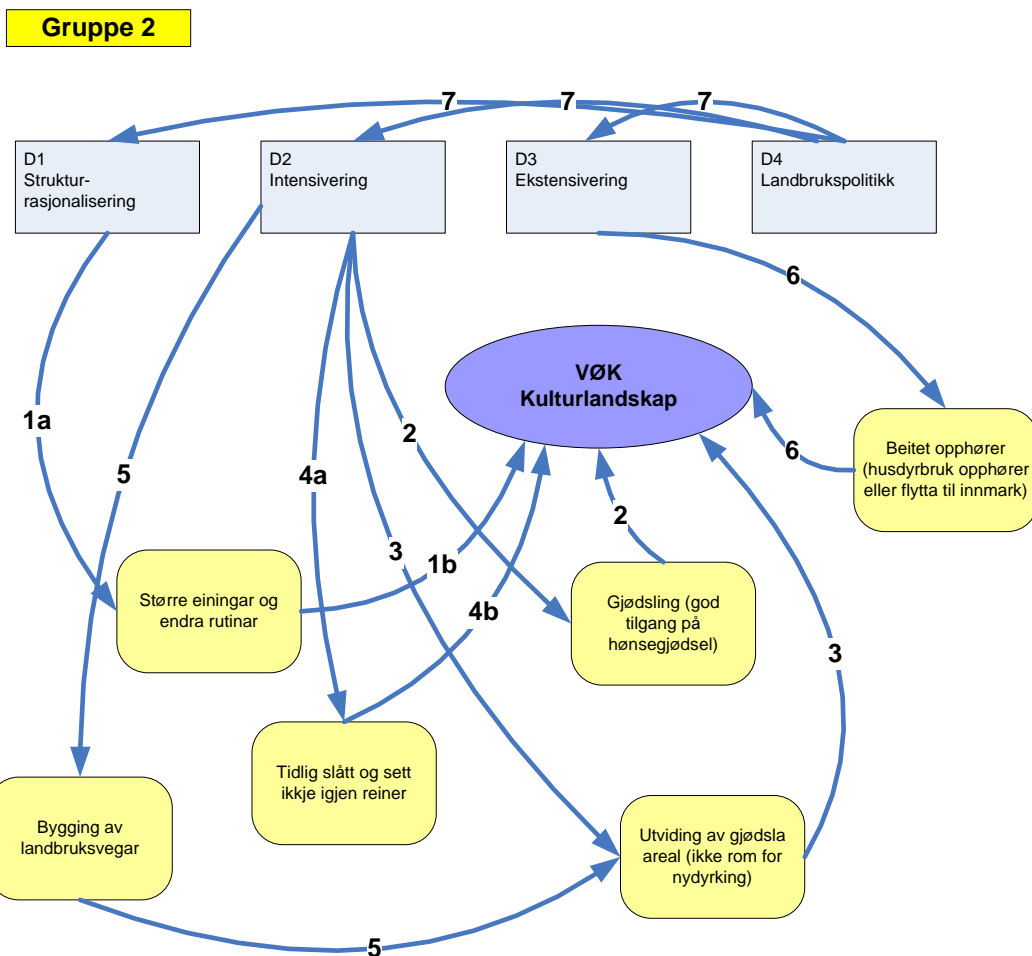 Gruppe 2
7
7
7
D1
Struktur-
rasjonalisering
D2
Intensivering
D3
Ekstensivering
D4
Landbrukspolitikk
6
VØK
Kulturlandskap
1a
2
5
4a
6
Beitet opphører
(husdyrbruk opphører
eller flytta til innmark)
2
3
1b
Større einingar og
endra rutinar
4b
Gjødsling (god
tilgang på
hønsegjødsel)
3
Tidlig slått og sett
ikkje igjen reiner
Bygging av
landbruksvegar
Utviding av gjødsla
areal (ikke rom for
nydyrking)
5